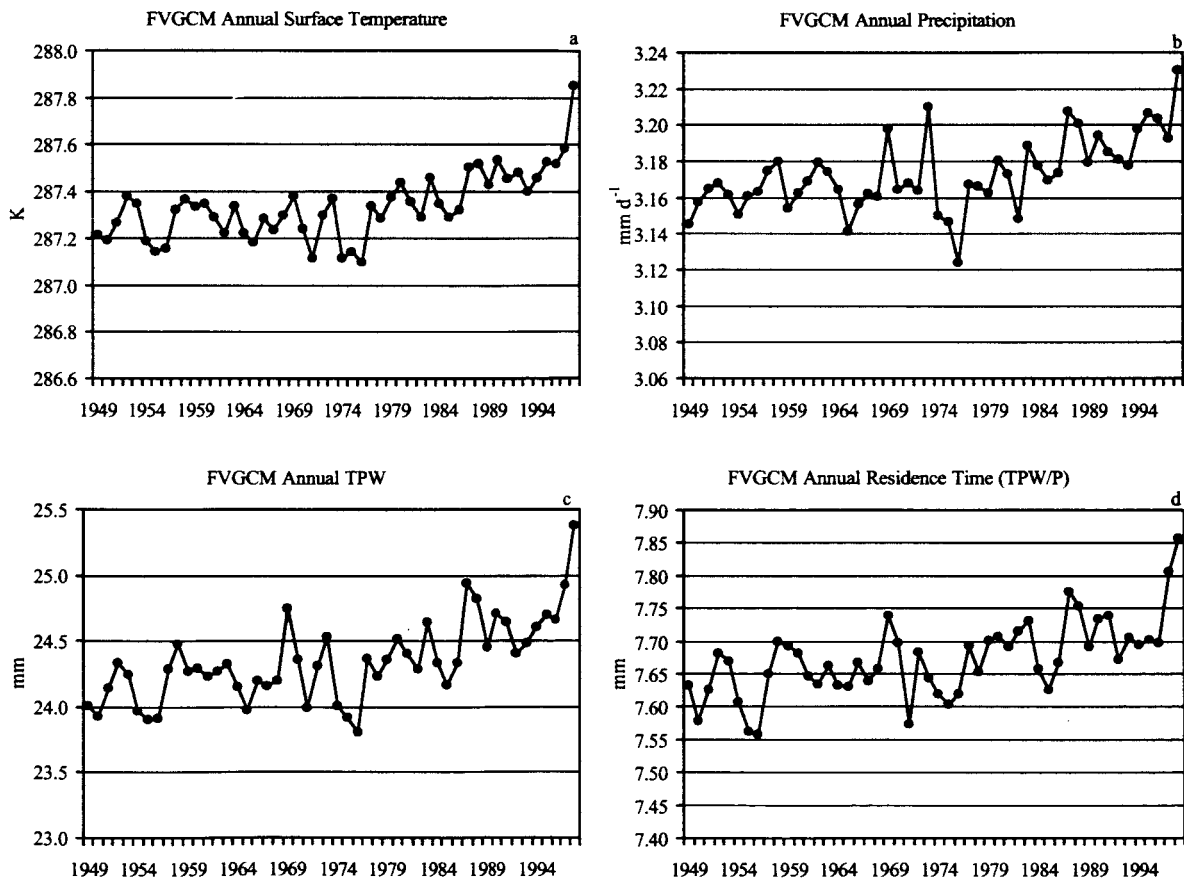 FVGCM Annual Surface Temperature
a
288.0
287.8
287.6
287.4
287.2
287.0
286.8
286.6
K
1949 1954 1959 1964 1969 1974 1979 1984 1989 1994
FVGCM Annual Precipitation
b
3.24
3.22
3.20
3.18
3.16
3.14
3.12
3.10
3.08
3.06
mm d⁻¹
1949 1954 1959 1964 1969 1974 1979 1984 1989 1994
FVGCM Annual TPW
c
25.5
25.0
24.5
24.0
23.5
23.0
mm
1949 1954 1959 1964 1969 1974 1979 1984 1989 1994
FVGCM Annual Residence Time (TPW/P)
d
7.90
7.85
7.80
7.75
7.70
7.65
7.60
7.55
7.50
7.45
7.40
mm
1949 1954 1959 1964 1969 1974 1979 1984 1989 1994